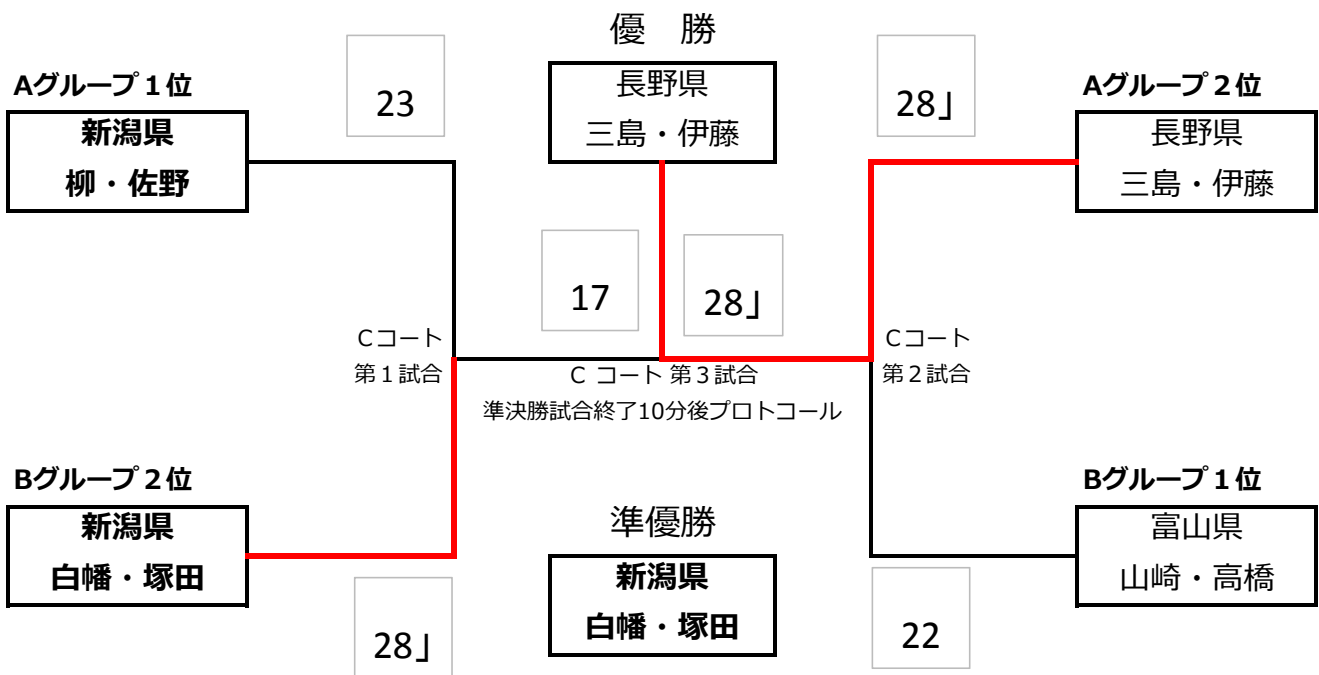 優　勝
Aグループ１位
23
長野県
三島・伊藤
28」
Aグループ２位
新潟県
柳・佐野
長野県
三島・伊藤
17
28」
Ｃコート
第１試合
Ｃコート
第２試合
Ｃ コート 第３試合
準決勝試合終了10分後プロトコール
Bグループ２位
Bグループ１位
新潟県
白幡・塚田
準優勝
富山県
山崎・高橋
新潟県
白幡・塚田
28」
22